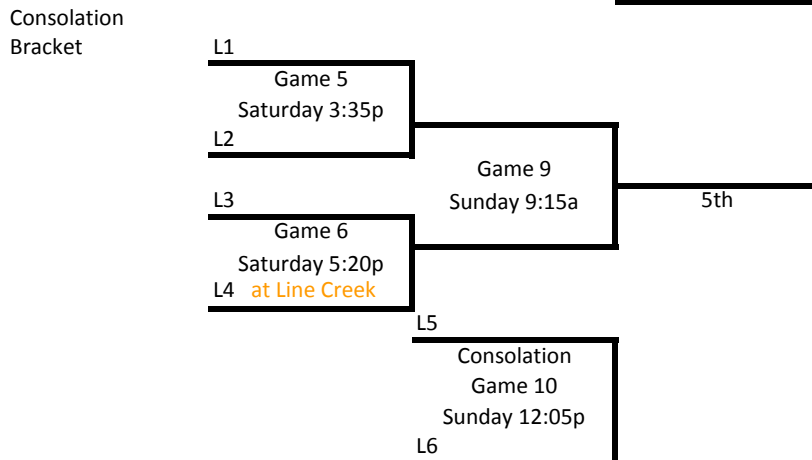 Consolation
Bracket
L1
Game 5
Saturday 3:35p
L2
Game 9
Sunday 9:15a
5th
L3
Game 6
Saturday 5:20p
L4 at Line Creek
L5
Consolation
Game 10
Sunday 12:05p
L6